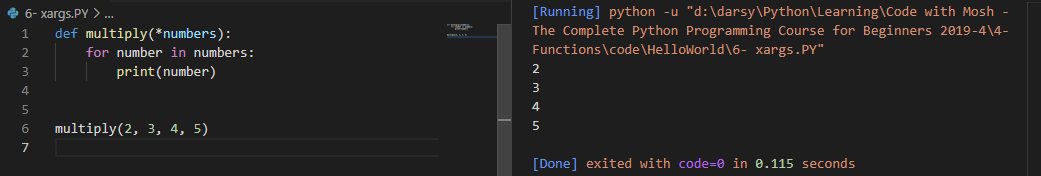 6- xargs.PY > ...
1 def multiply(*numbers):
2     for number in numbers:
3         print(number)
4
5
6 multiply(2, 3, 4, 5)
7
[Running] python -u "d:\darsy\Python\Learning\Code with Mosh -
The Complete Python Programming Course for Beginners 2019-4\4-
Functions\code\HelloWorld\6- xargs.PY"
2
3
4
5
[Done] exited with code=0 in 0.115 seconds